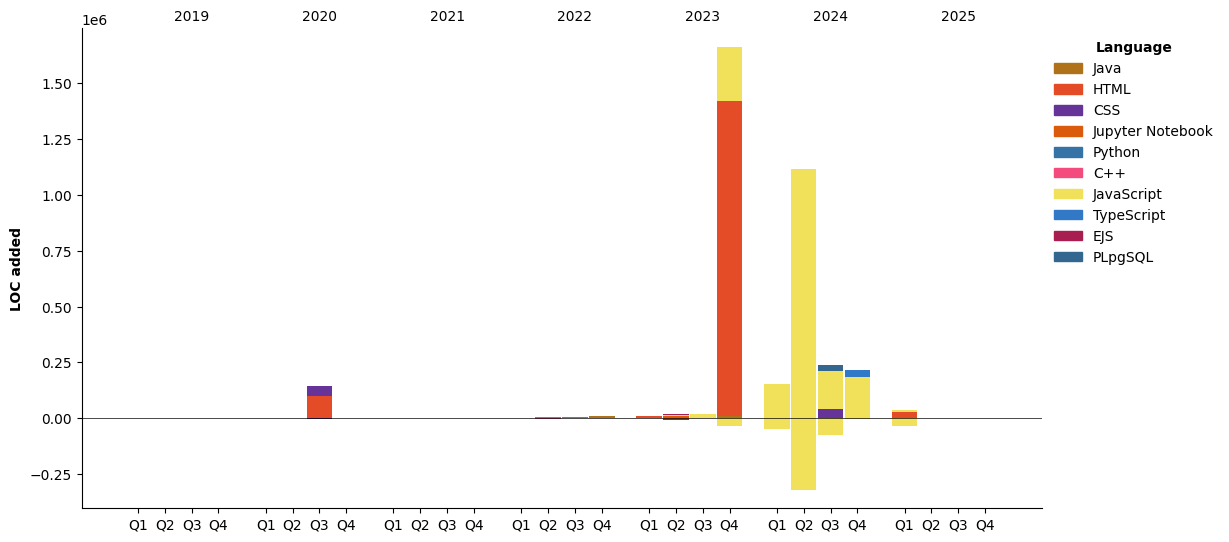 2019 2020 2021 2022 2023 2024 2025
1e6
Language
Java
HTML
CSS
Jupyter Notebook
Python
C++
JavaScript
TypeScript
EJS
PLpgSQL
LOC added
1.50
1.25
1.00
0.75
0.50
0.25
0.00
−0.25
Q1 Q2 Q3 Q4 Q1 Q2 Q3 Q4 Q1 Q2 Q3 Q4 Q1 Q2 Q3 Q4 Q1 Q2 Q3 Q4 Q1 Q2 Q3 Q4 Q1 Q2 Q3 Q4